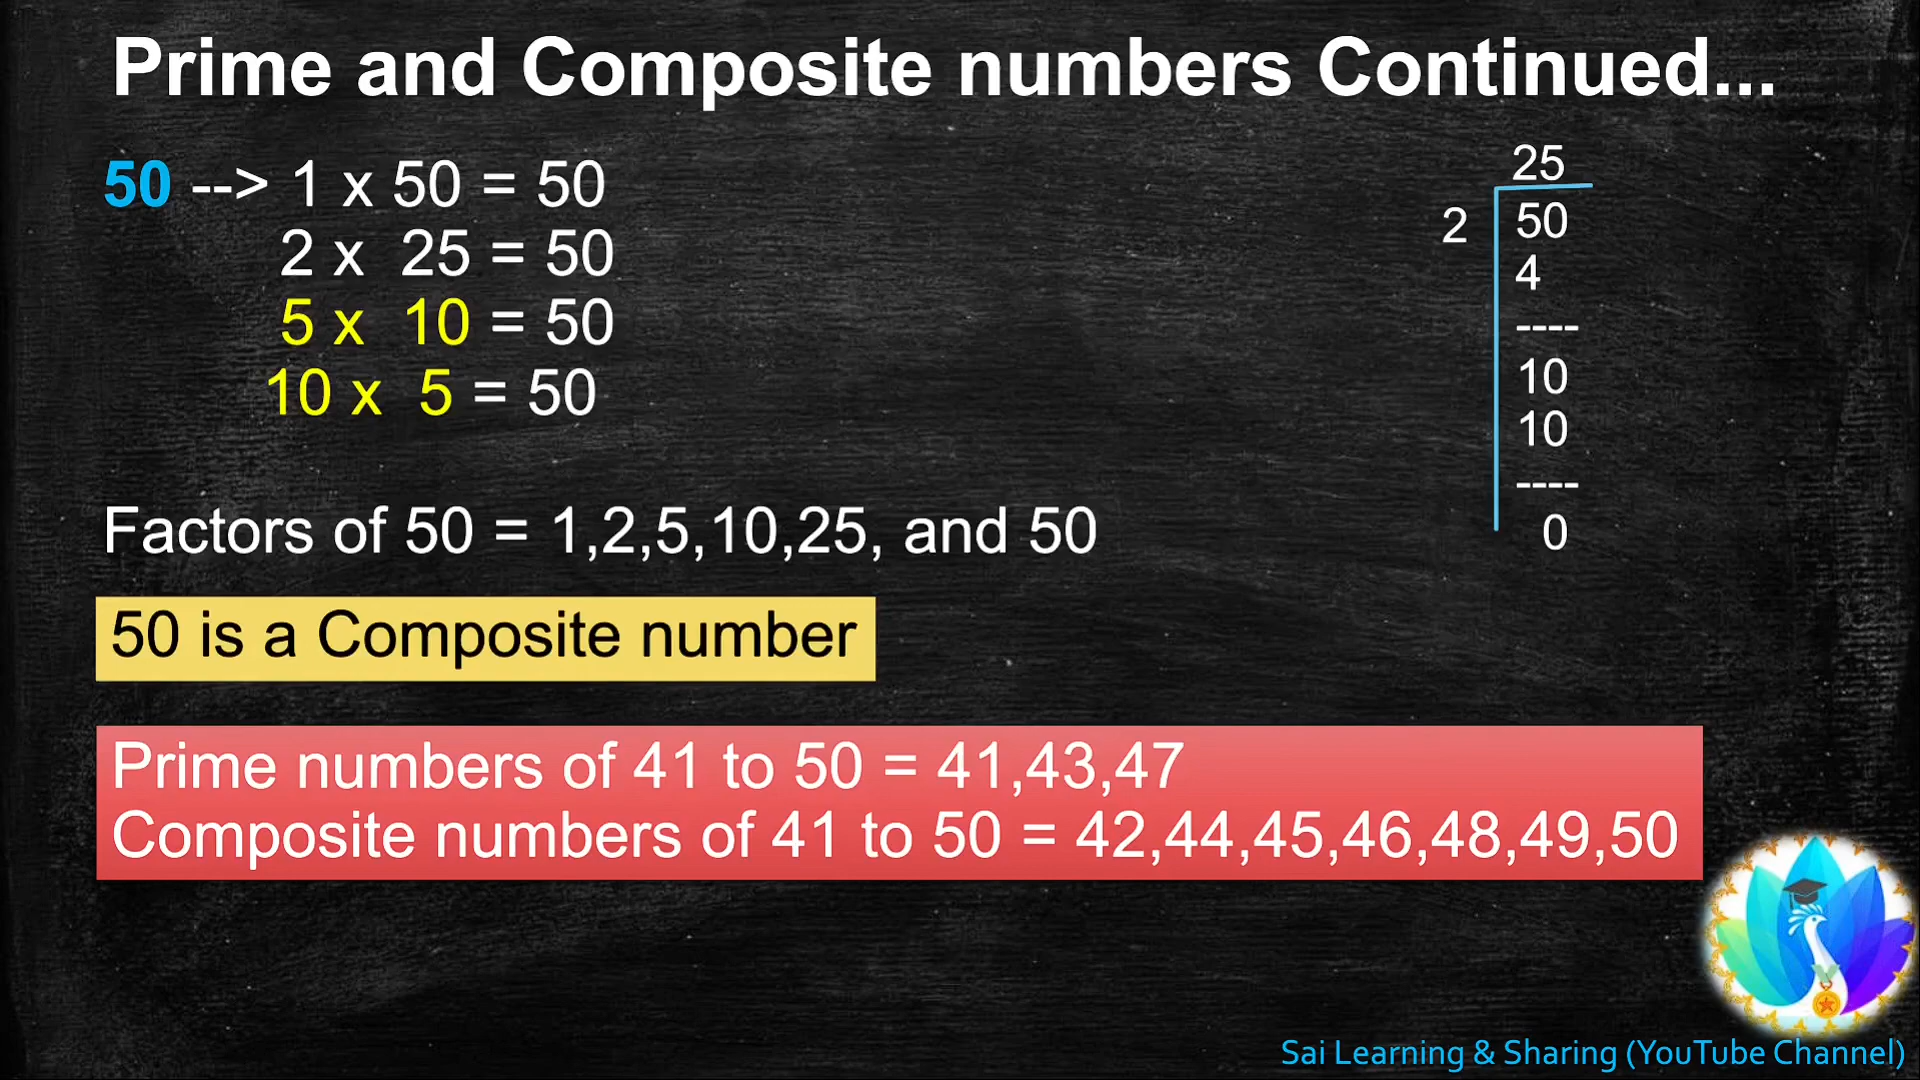 Prime and Composite numbers Continued...
50 --> 1 x 50 = 50
2 x 25 = 50
5 x 10 = 50
10 x 5 = 50
Factors of 50 = 1,2,5,10,25, and 50
50 is a Composite number
Prime numbers of 41 to 50 = 41,43,47
Composite numbers of 41 to 50 = 42,44,45,46,48,49,50
25
2 50
4
----
10
10
----
0
Sai Learning & Sharing (YouTube Channel)